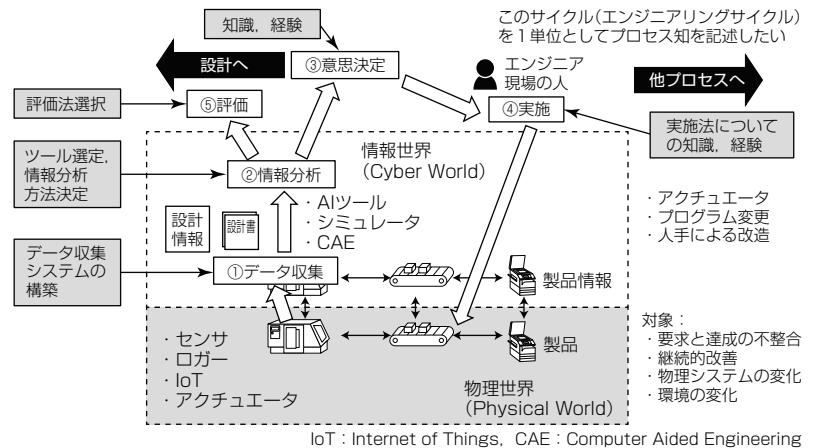 知識，経験
このサイクル（エンジニアリングサイクル）
を１単位としてプロセス知を記述したい
設計へ
③意思決定
エンジニア
現場の人
他プロセスへ
評価法選択
⑤評価
④実施
実施法について
の知識，経験
ツール選定，
情報分析
方法決定
②情報分析
情報世界
（Cyber World）
設計
情報
設計書
・AIツール
・シミュレータ
・CAE
・アクチュエータ
・プログラム変更
・人手による改造
データ収集
システムの
構築
①データ収集
製品情報
・センサ
・ロガー
・IoT
・アクチュエータ
製品
物理世界
（Physical World）
対象：
・要求と達成の不整合
・継続的改善
・物理システムの変化
・環境の変化
IoT：Internet of Things，CAE：Computer Aided Engineering